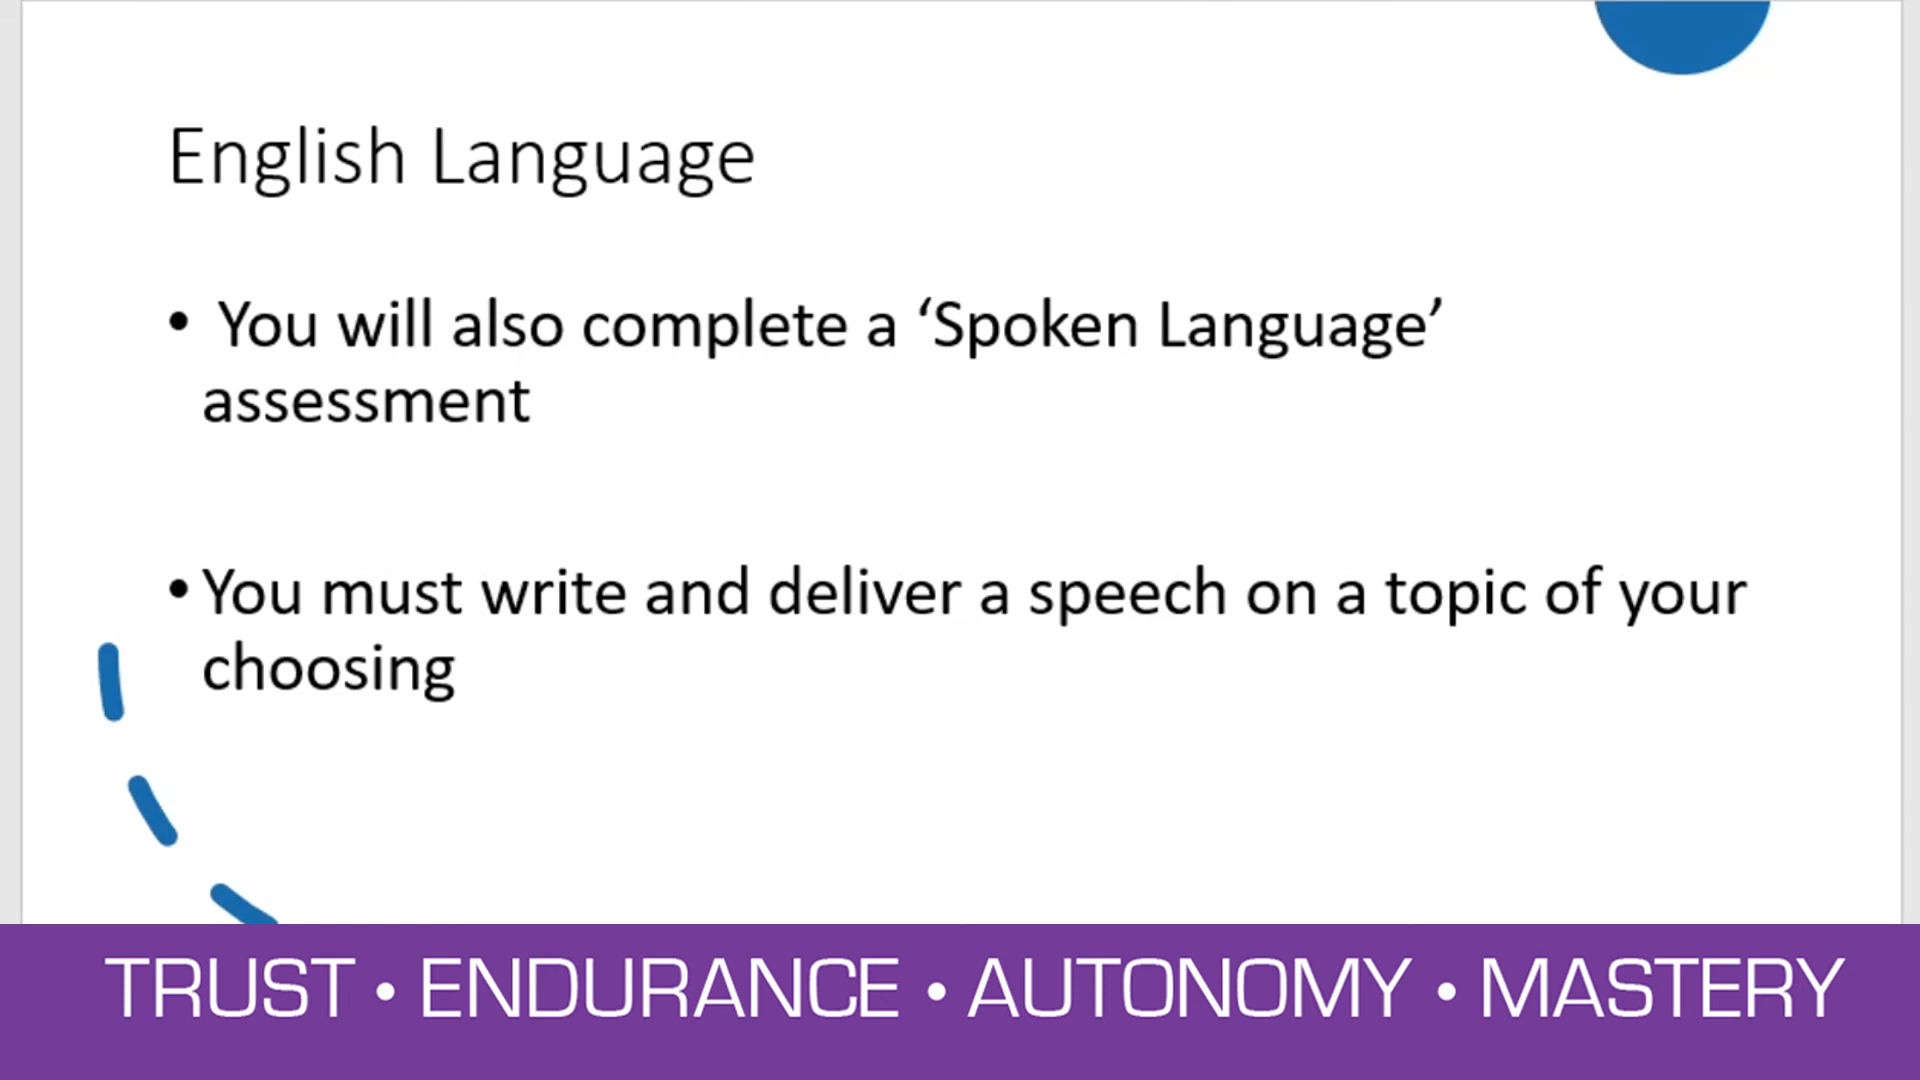 English Language
• You will also complete a ‘Spoken Language’
assessment
• You must write and deliver a speech on a topic of your
choosing
TRUST • ENDURANCE • AUTONOMY • MASTERY